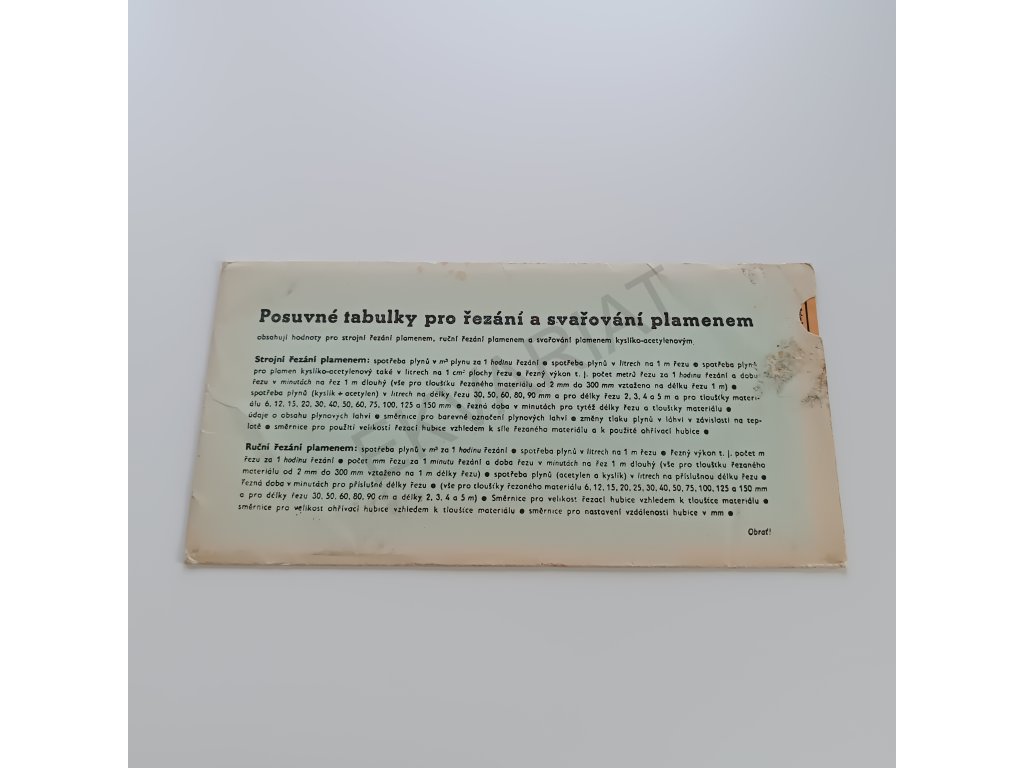 Posuvné tabulky pro řezání a svařování plamenem
obsahují hodnoty pro strojní řezání plamenem, ruční řezání plamenem a svařování plamenem kyslíko-acetylenovým
Strojní řezání plamenem: spotřeba plynů v m³ plynu za 1 hodinu řezání ● spotřeba plynů v litrech na 1 m řezu ● spotřeba plynů
pro plamen kyslíko-acetylenový také v litrech na 1 cm² plochy řezu ● řezný výkon t. j. počet metrů řezu za 1 hodinu řezání a dobu
řezu v minutách na řez 1 m dlouhý (vše pro tloušťku řezaného materiálu od 2 mm do 300 mm vztaženo na délku řezu 1 m) ●
spotřeba plynů (kyslík + acetylen) v litrech na délku řezu 30, 50, 60, 80, 90 mm a pro délky řezu 2, 3, 4 a 5 m a pro tloušťky materi-
álu 6, 12, 15, 20, 30, 40, 50, 60, 75, 100, 125 a 150 mm ● řezná doba v minutách pro tytéž délky řezu a tloušťky materiálu ●
údaje o obsahu plynových lahví ● směrnice pro barevné označení plynových lahví ● změny tlaku plynů v láhvi v závislosti na tep-
lotě ● směrnice pro použití velikosti řezací hubice vzhledem k síle řezaného materiálu a k použité ohřívací hubice ●
Ruční řezání plamenem: spotřeba plynů v m³ za 1 hodinu řezání ● spotřeba plynů v litrech na 1 m řezu ● řezný výkon t. j. počet m
řezu za 1 hodinu řezání ● počet mm řezu za 1 minutu řezání a doba řezu v minutách na řez 1 m dlouhý (vše pro tloušťku řezaného
materiálu od 2 mm do 300 mm vztaženo na 1 m délky řezu) ● spotřeba plynů (acetylen a kyslík) v litrech na příslušnou délku řezu ●
řezná doba v minutách pro příslušné délky řezu ● (vše pro tloušťky řezaného materiálu 6, 12, 15, 20, 25, 30, 40, 50, 75, 100, 125 a 150 mm
a pro délky řezu 30, 50, 60, 80, 90 cm a délky 2, 3, 4 a 5 m) ● Směrnice pro velikost řezací hubice vzhledem k tloušťce materiálu ●
směrnice pro velikost ohřívací hubice vzhledem k tloušťce materiálu ● směrnice pro nastavení vzdálenosti hubice v mm ●
Obrať!